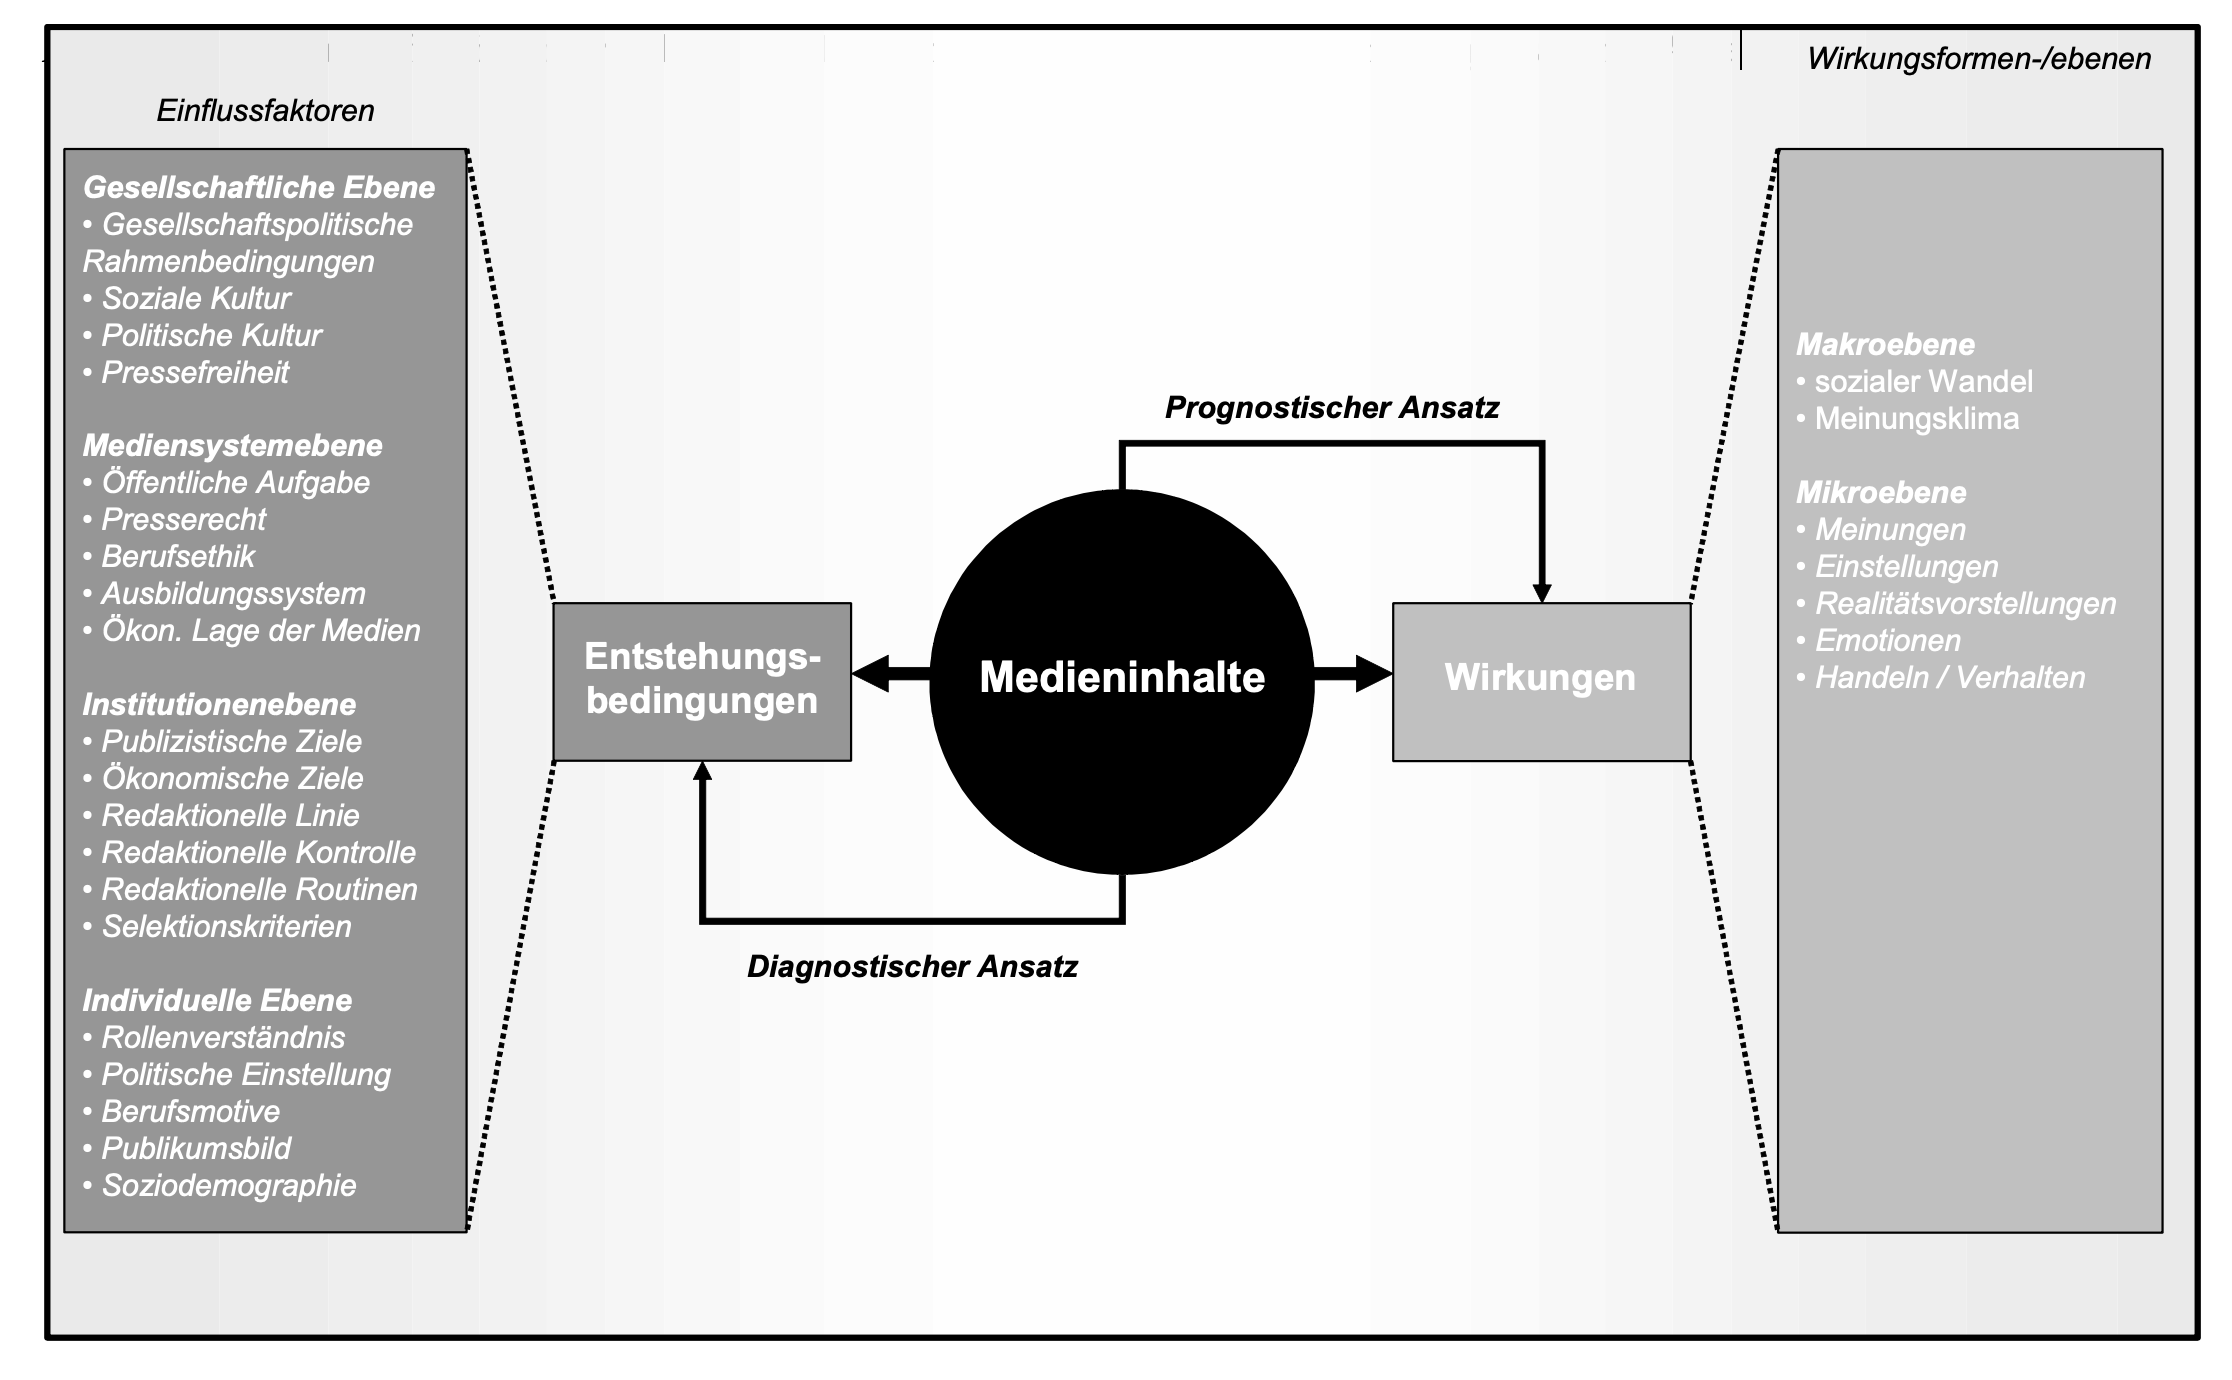 Einflussfaktoren
Gesellschaftliche Ebene
• Gesellschaftspolitische
Rahmenbedingungen
• Soziale Kultur
• Politische Kultur
• Pressefreiheit
Mediensystemebene
• Öffentliche Aufgabe
• Presserecht
• Berufsethik
• Ausbildungssystem
• Ökon. Lage der Medien
Institutionenebene
• Publizistische Ziele
• Ökonomische Ziele
• Redaktionelle Linie
• Redaktionelle Kontrolle
• Redaktionelle Routinen
• Selektionskriterien
Individuelle Ebene
• Rollenverständnis
• Politische Einstellung
• Berufsmotive
• Publikumsbild
• Soziodemographie
Entstehungs-
bedingungen
Prognostischer Ansatz
Medieninhalte
Diagnostischer Ansatz
Wirkungen
Wirkungsformen-/ebenen
Makroebene
• sozialer Wandel
• Meinungsklima
Mikroebene
• Meinungen
• Einstellungen
• Realitätsvorstellungen
• Emotionen
• Handeln / Verhalten